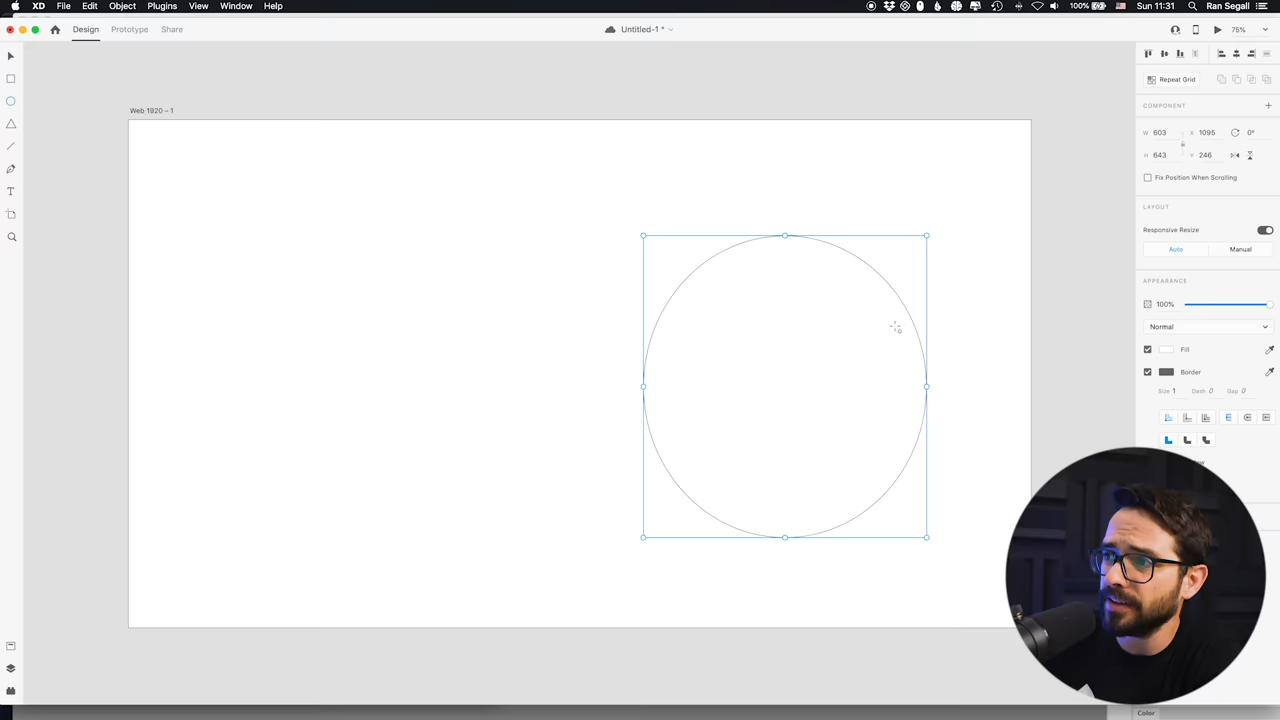 XD File Edit Object Plugins View Window Help
100% Sun 11:31 Ran Segall
Design Prototype Share
Untitled-1 *
75%
Web 1920 – 1
Repeat Grid
COMPONENT
W 603 X 1095 0°
H 643 Y 246
Fix Position When Scrolling
LAYOUT
Responsive Resize
Auto Manual
APPEARANCE
100%
Normal
Fill
Border
Size 1 Dash 0 Gap 0
Color